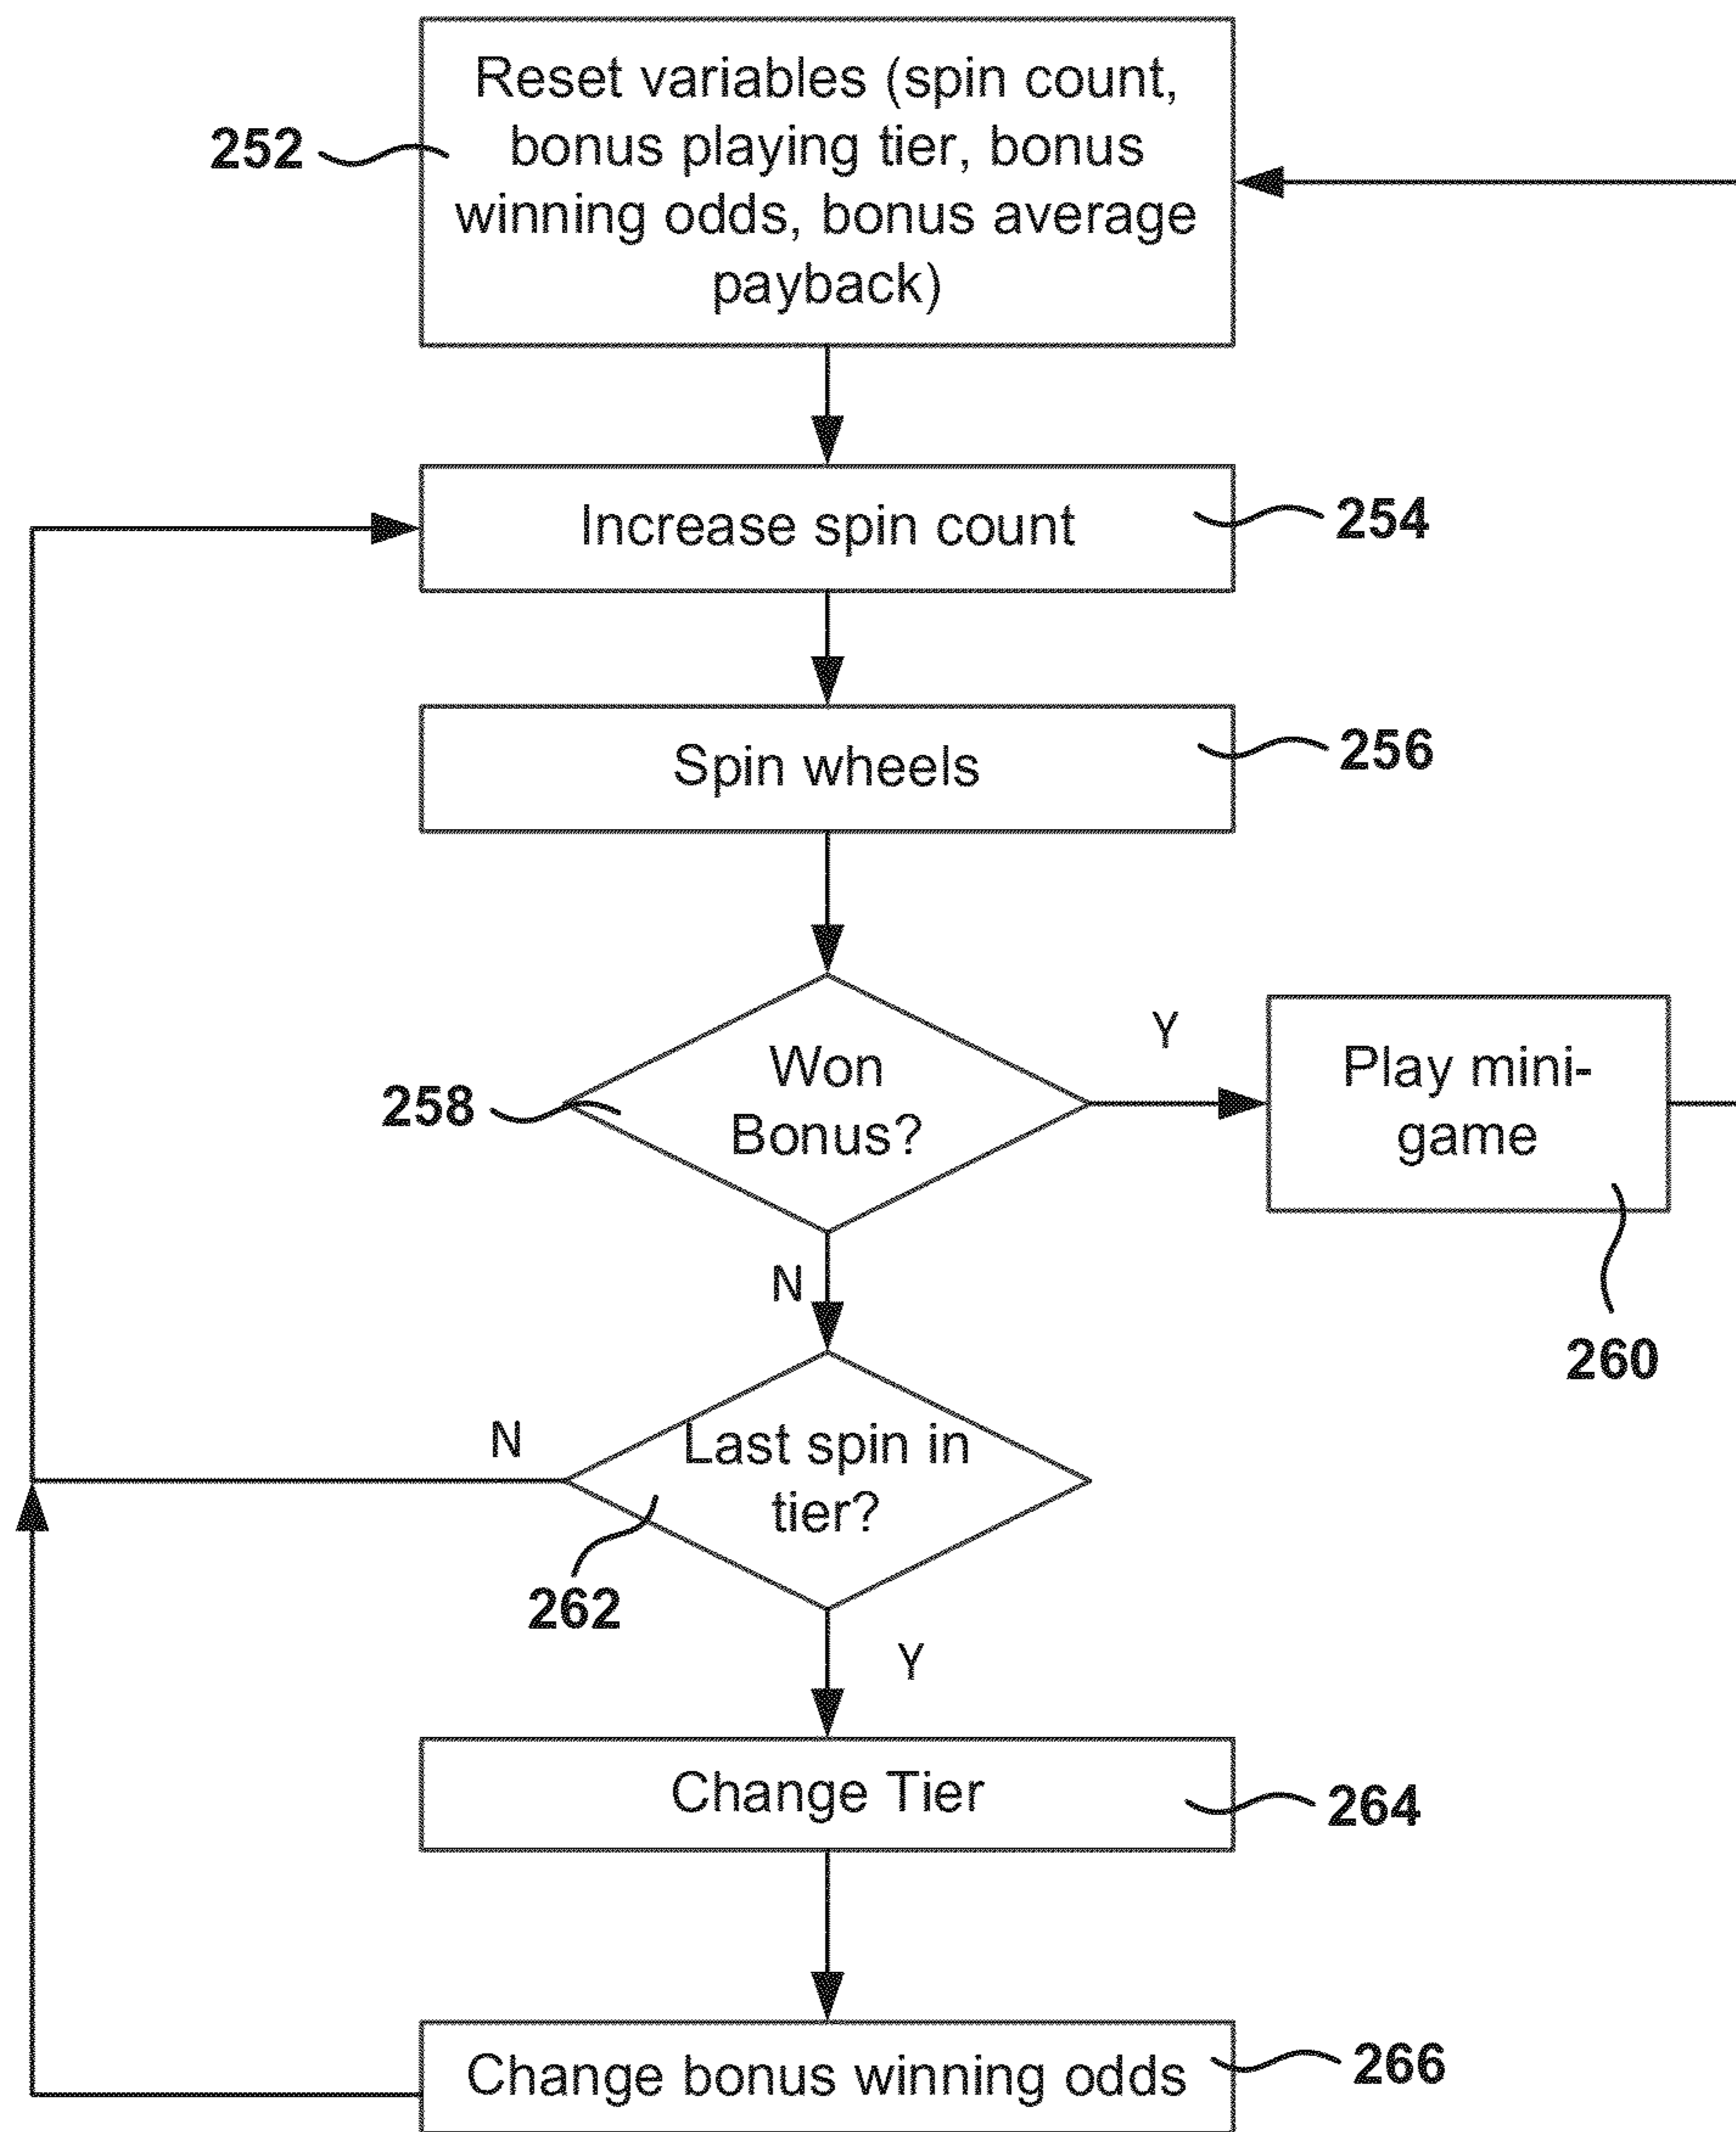 Reset variables (spin count,
bonus playing tier, bonus
winning odds, bonus average
payback)
252
Increase spin count
254
Spin wheels
256
Won
Bonus?
258
Y
Play mini-
game
260
N
Last spin in
tier?
N
262
Y
Change Tier
264
Change bonus winning odds
266